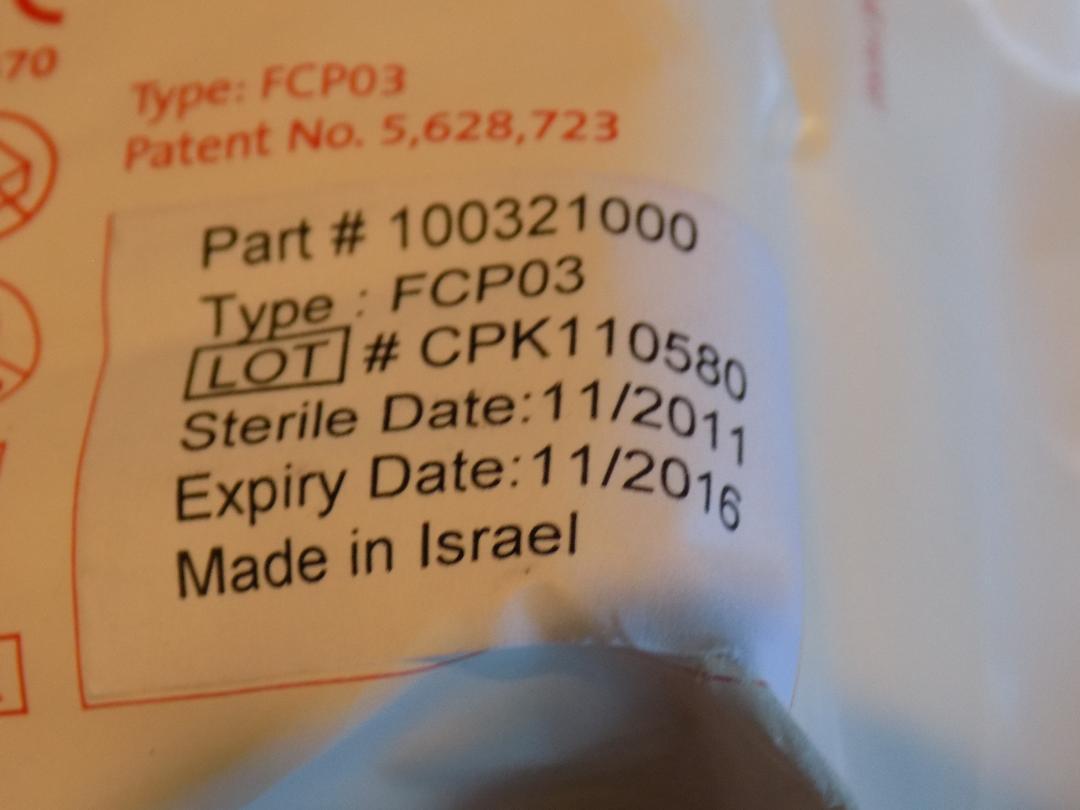 70
Type: FCP03
Patent No. 5,628,723
Part # 100321000
Type : FCP03
LOT # CPK110580
Sterile Date:11/2011
Expiry Date:11/2016
Made in Israel